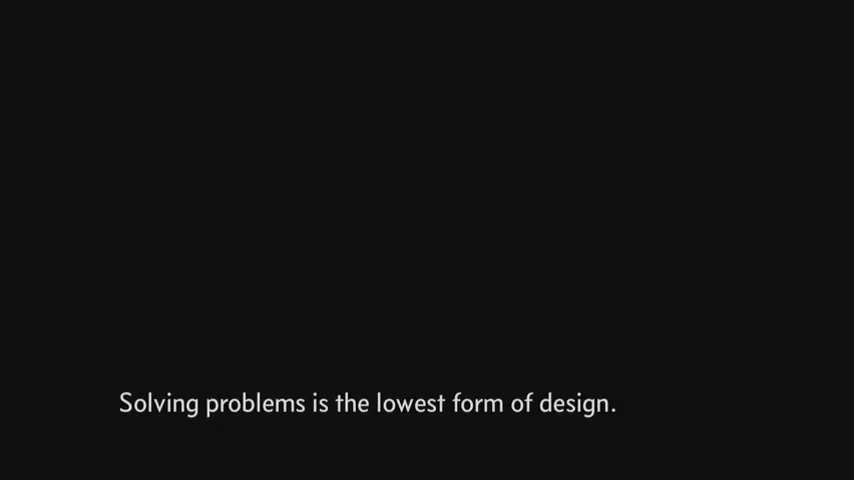 Solving problems is the lowest form of design.